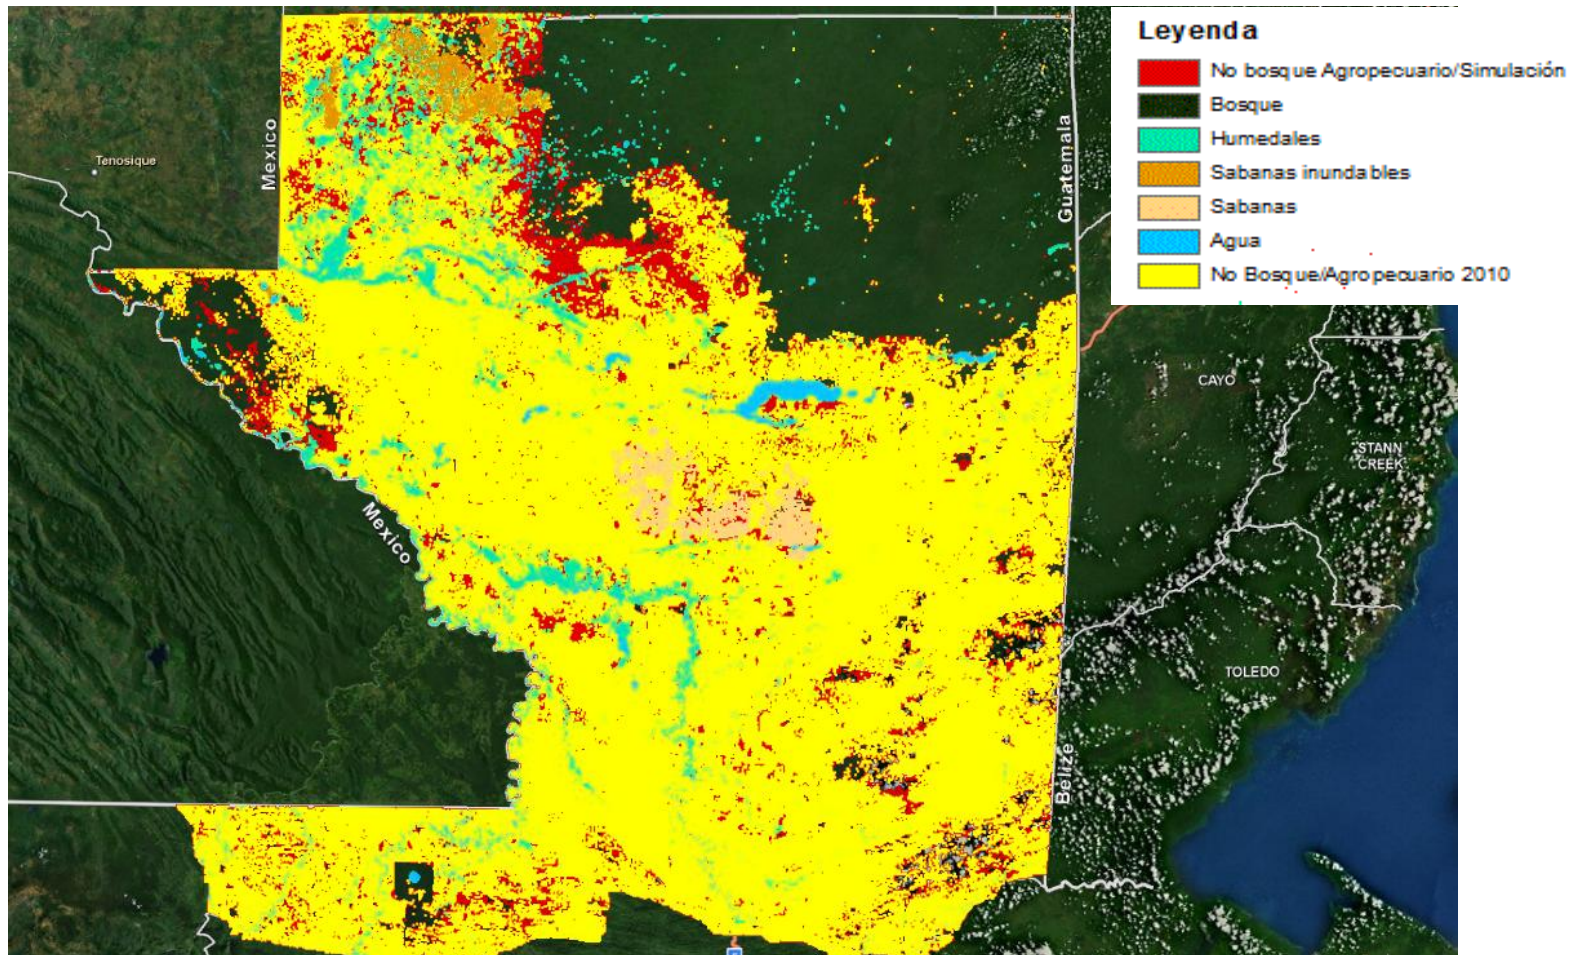 Leyenda
No bosque Agropecuario/Simulación
Bosque
Humedales
Sabanas inundables
Sabanas
Agua
No Bosque/Agropecuario 2010
Tenosique
Mexico
Guatemala
CAYO
STANN
CREEK
Mexico
TOLEDO
Belize